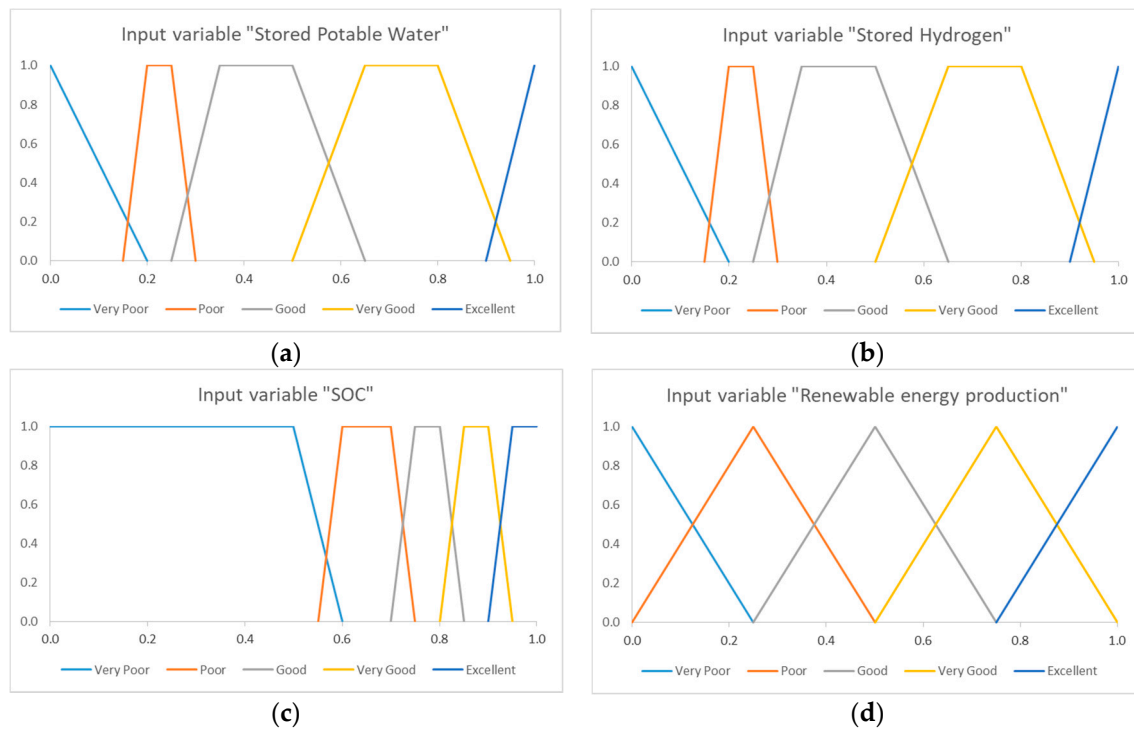 Input variable "Stored Potable Water"
1.0
0.8
0.6
0.4
0.2
0.0
0.0 0.2 0.4 0.6 0.8 1.0
Very Poor Poor Good Very Good Excellent
(a)
Input variable "Stored Hydrogen"
1.0
0.8
0.6
0.4
0.2
0.0
0.0 0.2 0.4 0.6 0.8 1.0
Very Poor Poor Good Very Good Excellent
(b)
Input variable "SOC"
1.0
0.8
0.6
0.4
0.2
0.0
0.0 0.2 0.4 0.6 0.8 1.0
Very Poor Poor Good Very Good Excellent
(c)
Input variable "Renewable energy production"
1.0
0.8
0.6
0.4
0.2
0.0
0.0 0.2 0.4 0.6 0.8 1.0
Very Poor Poor Good Very Good Excellent
(d)